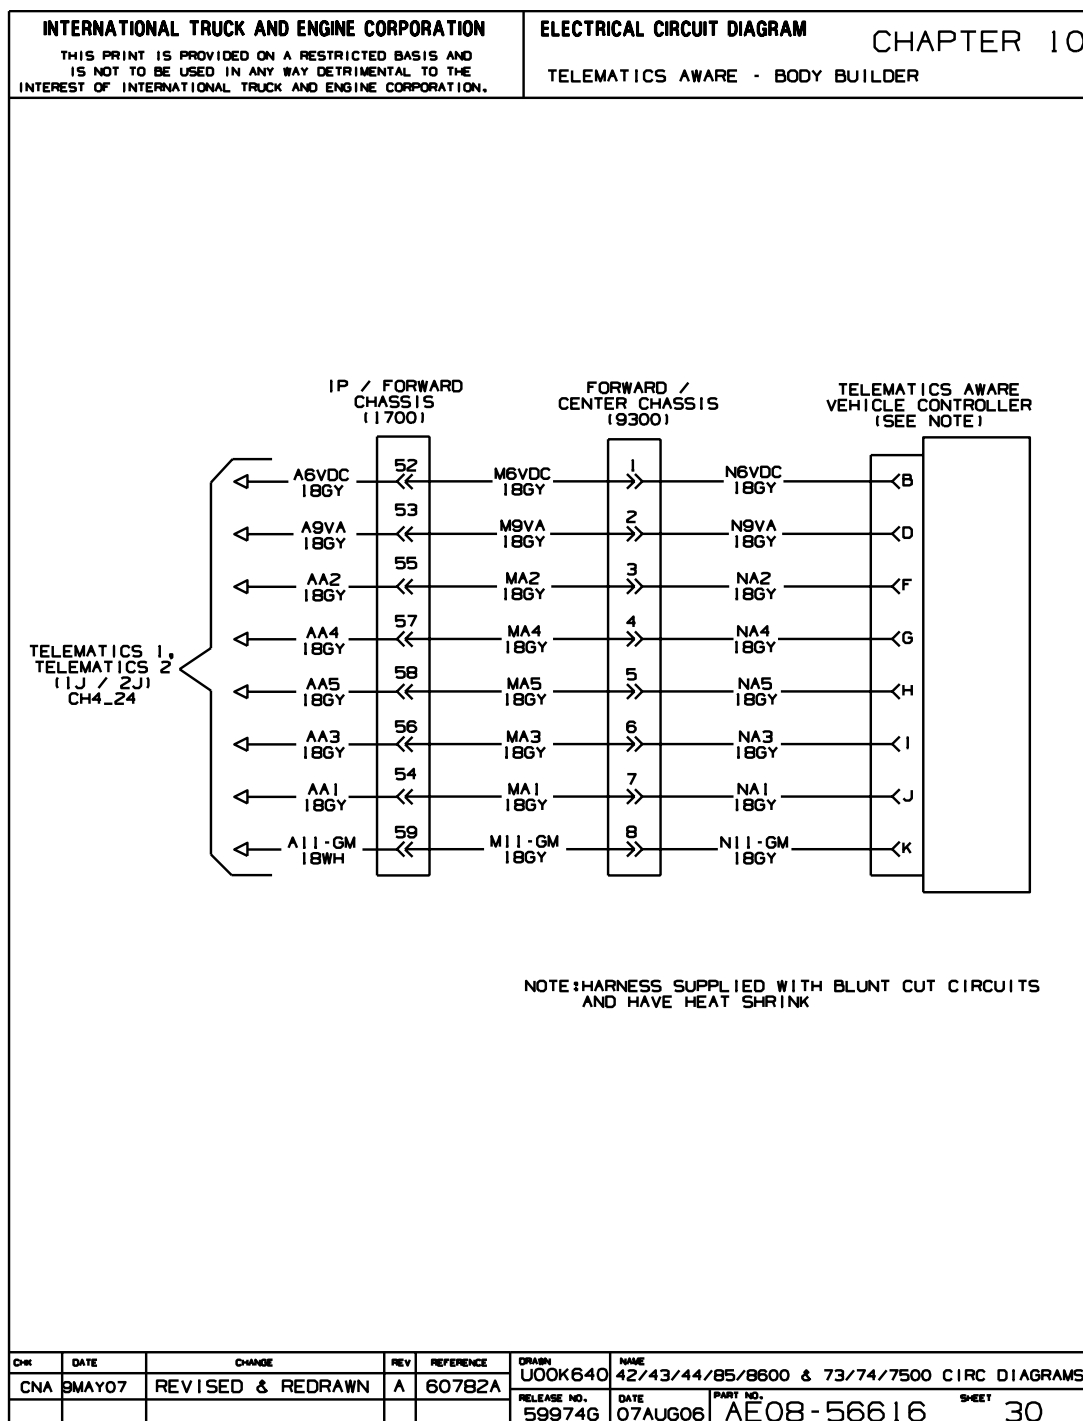 INTERNATIONAL TRUCK AND ENGINE CORPORATION
THIS PRINT IS PROVIDED ON A RESTRICTED BASIS AND
IS NOT TO BE USED IN ANY WAY DETRIMENTAL TO THE
INTEREST OF INTERNATIONAL TRUCK AND ENGINE CORPORATION.
ELECTRICAL CIRCUIT DIAGRAM
CHAPTER 10
TELEMATICS AWARE - BODY BUILDER
IP / FORWARD
CHASSIS
(1700)
FORWARD /
CENTER CHASSIS
(9300)
TELEMATICS AWARE
VEHICLE CONTROLLER
(SEE NOTE)
A6VDC 52 M6VDC 1 N6VDC B
18GY 18GY 18GY
A9VA 53 M9VA 2 N9VA D
18GY 18GY 18GY
AA2 55 MA2 3 NA2 F
18GY 18GY 18GY
AA4 57 MA4 4 NA4 G
18GY 18GY 18GY
TELEMATICS 1,
TELEMATICS 2
(1J / 2J)
CH4_24
AA5 58 MA5 5 NA5 H
18GY 18GY 18GY
AA3 56 MA3 6 NA3 I
18GY 18GY 18GY
AA1 54 MA1 7 NA1 J
18GY 18GY 18GY
A11-GM 59 M11-GM 8 N11-GM K
18WH 18GY 18GY
NOTE:HARNESS SUPPLIED WITH BLUNT CUT CIRCUITS
AND HAVE HEAT SHRINK
CHK DATE CHANGE REV REFERENCE
CNA 9MAY07 REVISED & REDRAWN A 60782A
DRAWN
U00K640
NAME
42/43/44/85/8600 & 73/74/7500 CIRC DIAGRAMS
RELEASE NO.
59974G
DATE
07AUG06
PART NO.
AE08-56616
SHEET
30